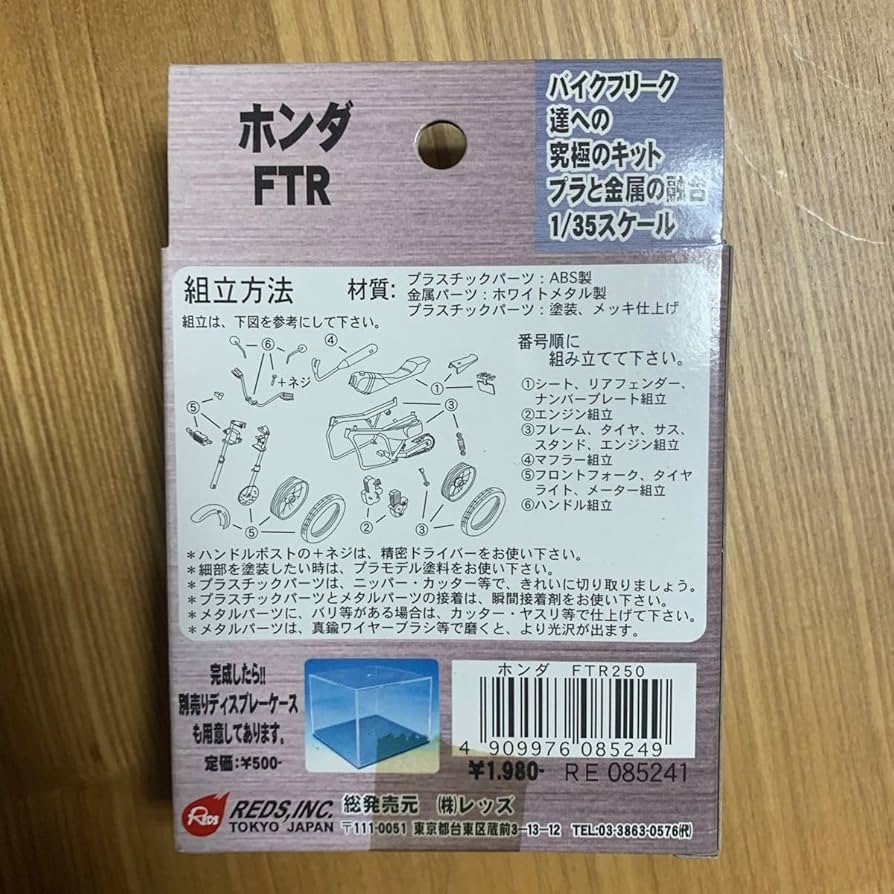 ホンダ
FTR
バイクフリーク
達への
究極のキット
プラと金属の融合
1/35スケール
組立方法
材質:
プラスチックパーツ：ABS製
金属パーツ：ホワイトメタル製
プラスチックパーツ：塗装、メッキ仕上げ
組立は、下図を参考にして下さい。
番号順に
組み立てて下さい。
①シート、リアフェンダー、
ナンバープレート組立
②エンジン組立
③フレーム、タイヤ、サス、
スタンド、エンジン組立
④マフラー組立
⑤フロントフォーク、タイヤ
ライト、メーター組立
⑥ハンドル組立
⑥
④
＋ネジ
①
⑤
③
⑤
②
③
＊ハンドルポストの＋ネジは、精密ドライバーをお使い下さい。
＊細部を塗装したい時は、プラモデル塗料をお使い下さい。
＊プラスチックパーツは、ニッパー・カッター等で、きれいに切り取りましょう。
＊プラスチックパーツとメタルパーツの接着は、瞬間接着剤をお使い下さい。
＊メタルパーツに、バリ等がある場合は、カッター・ヤスリ等で仕上げて下さい。
＊メタルパーツは、真鍮ワイヤーブラシ等で磨くと、より光沢が出ます。
完成したら!!
別売りディスプレーケース
も用意してあります。
定価:¥500-
ホンダ FTR250
4 909976 085249
¥1.980- RE 085241
REDS
REDS,INC.
TOKYO JAPAN
総発売元 ㈱レッズ
〒111-0051 東京都台東区蔵前3-13-12 TEL:03-3863-0576㈹